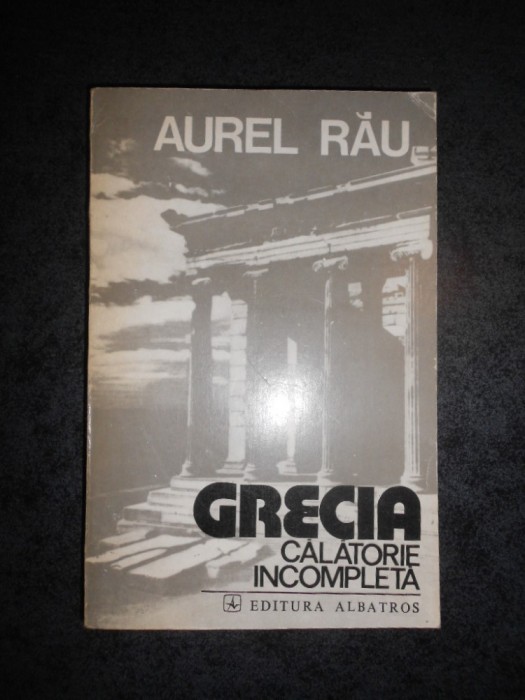 AUREL RĂU
GRECIA
CĂLĂTORIE
INCOMPLETĂ
EDITURA ALBATROS